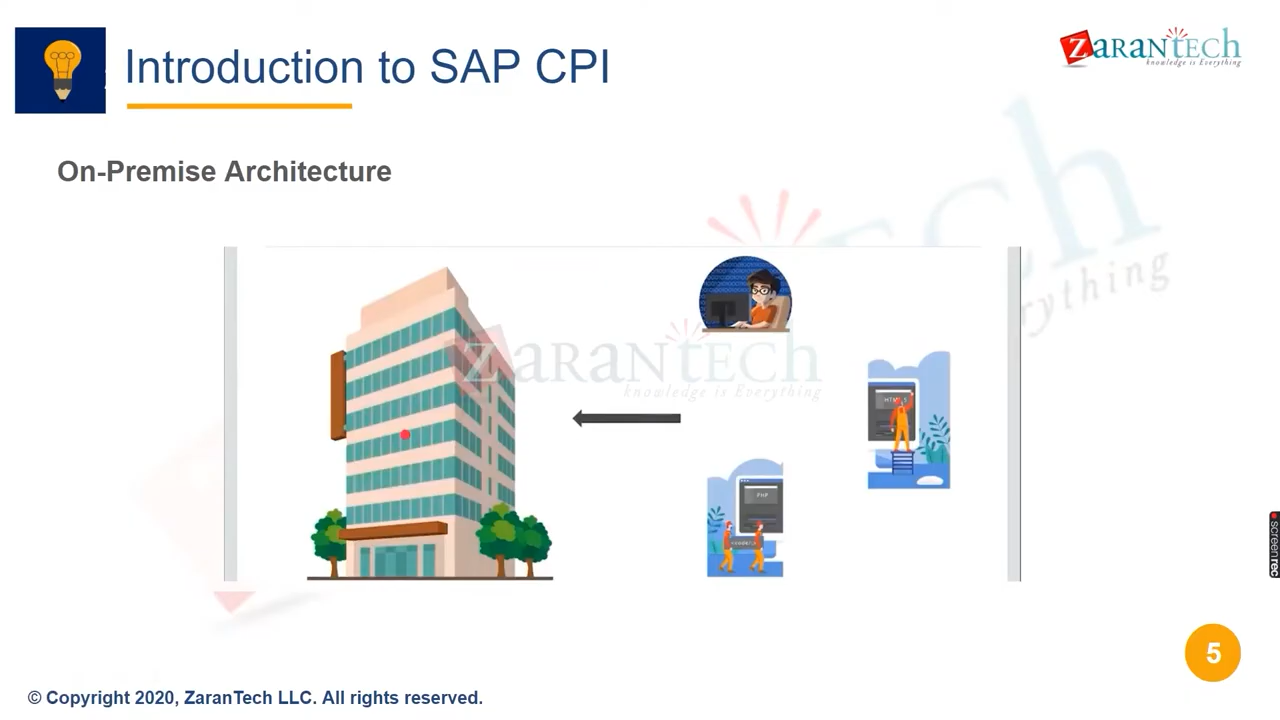 Introduction to SAP CPI
ZARANTECH
knowledge is Everything
On-Premise Architecture
ZARANTECH
knowledge is Everything
HTML5
PHP
5
screenrec
© Copyright 2020, ZaranTech LLC. All rights reserved.